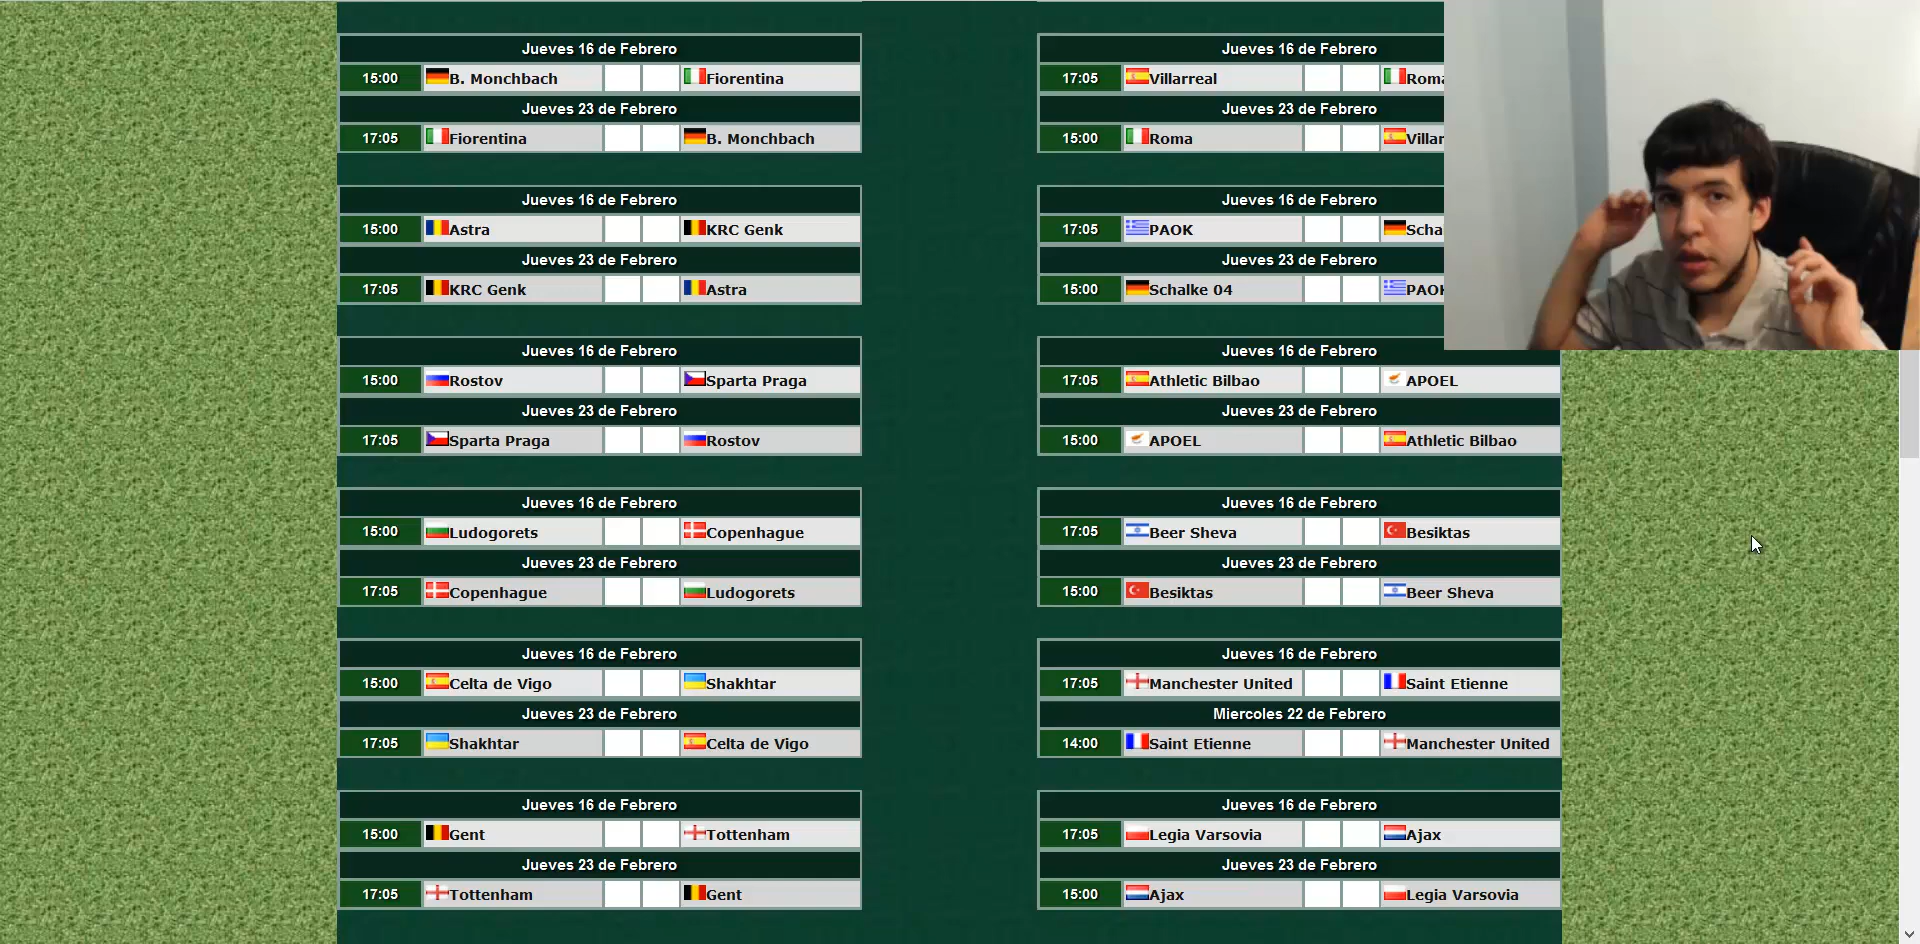 Jueves 16 de Febrero
15:00 B. Monchbach Fiorentina
Jueves 23 de Febrero
17:05 Fiorentina B. Monchbach
Jueves 16 de Febrero
15:00 Astra KRC Genk
Jueves 23 de Febrero
17:05 KRC Genk Astra
Jueves 16 de Febrero
15:00 Rostov Sparta Praga
Jueves 23 de Febrero
17:05 Sparta Praga Rostov
Jueves 16 de Febrero
15:00 Ludogorets Copenhague
Jueves 23 de Febrero
17:05 Copenhague Ludogorets
Jueves 16 de Febrero
15:00 Celta de Vigo Shakhtar
Jueves 23 de Febrero
17:05 Shakhtar Celta de Vigo
Jueves 16 de Febrero
15:00 Gent Tottenham
Jueves 23 de Febrero
17:05 Tottenham Gent
Jueves 16 de Febrero
17:05 Villarreal
Jueves 23 de Febrero
15:00 Roma
Jueves 16 de Febrero
17:05 PAOK
Jueves 23 de Febrero
15:00 Schalke 04
Jueves 16 de Febrero
17:05 Athletic Bilbao APOEL
Jueves 23 de Febrero
15:00 APOEL Athletic Bilbao
Jueves 16 de Febrero
17:05 Beer Sheva Besiktas
Jueves 23 de Febrero
15:00 Besiktas Beer Sheva
Jueves 16 de Febrero
17:05 Manchester United Saint Etienne
Miercoles 22 de Febrero
14:00 Saint Etienne Manchester United
Jueves 16 de Febrero
17:05 Legia Varsovia Ajax
Jueves 23 de Febrero
15:00 Ajax Legia Varsovia